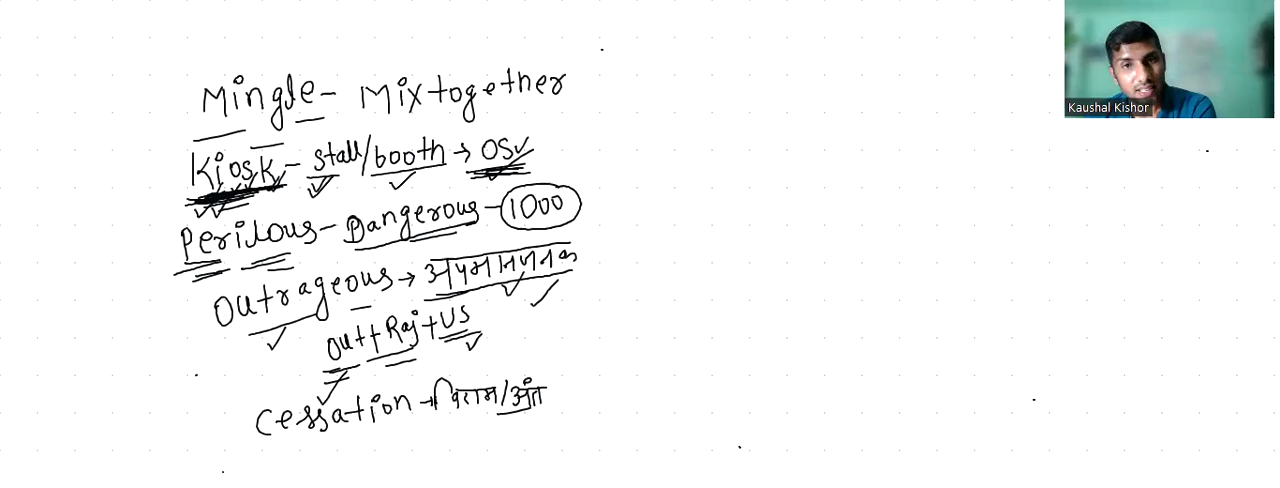 Mingle- Mix together
Kiosk- stall/booth → OS
Perilous- Dangerous-1000
Outrageous → अपमानजनक
Out+Raj+US
Cessation → विराम/अंत
Kaushal Kishor